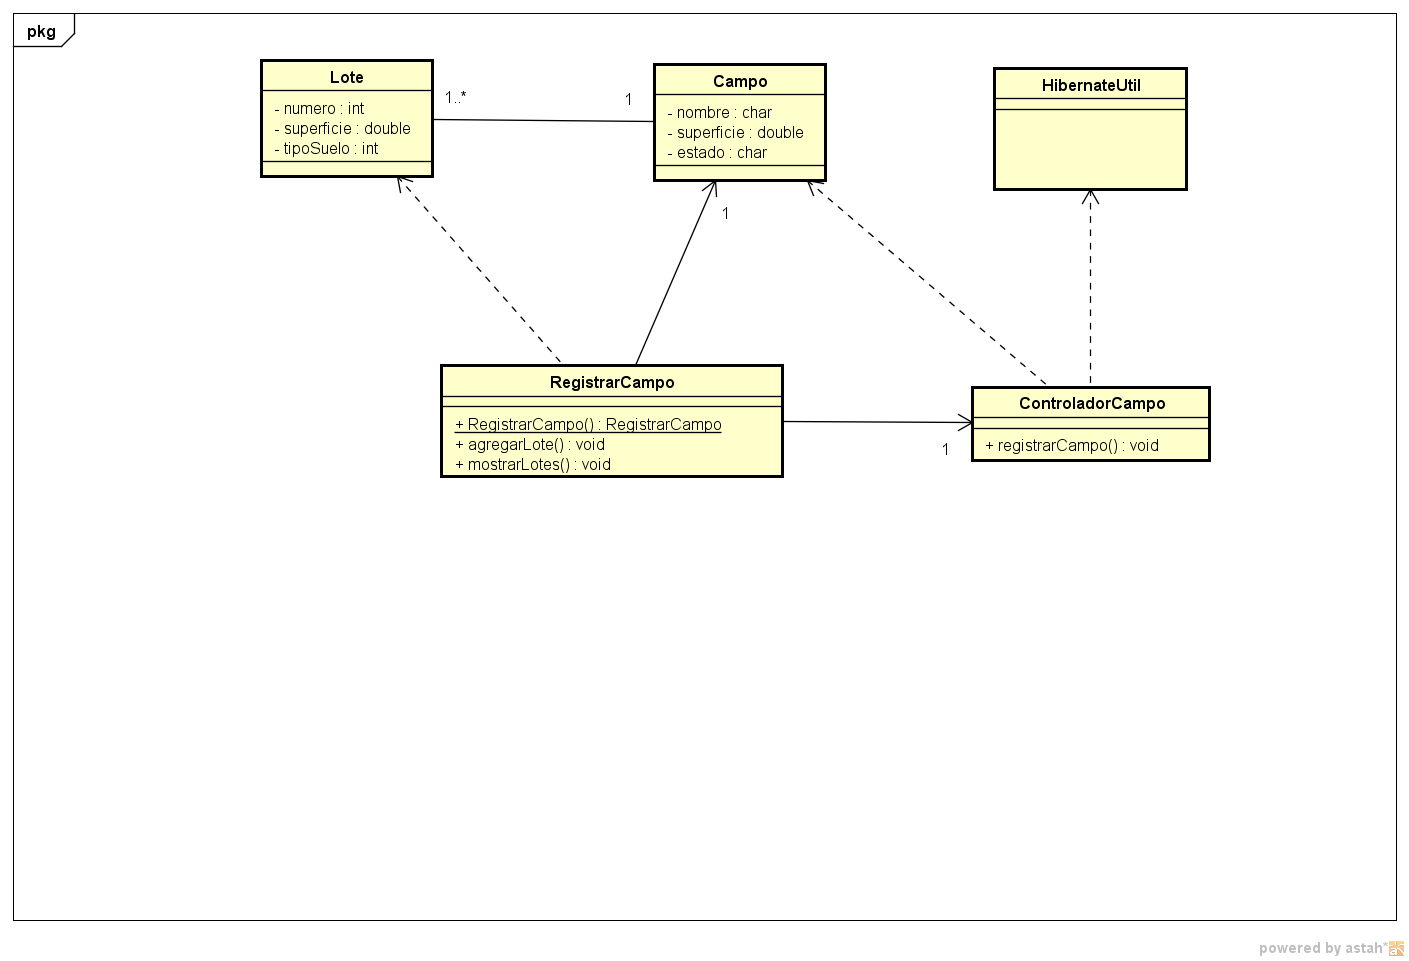 pkg
Lote
- numero : int
- superficie : double
- tipoSuelo : int
1..*
1
Campo
- nombre : char
- superficie : double
- estado : char
HibernateUtil
1
RegistrarCampo
+ RegistrarCampo() : RegistrarCampo
+ agregarLote() : void
+ mostrarLotes() : void
1
ControladorCampo
+ registrarCampo() : void
powered by astah*